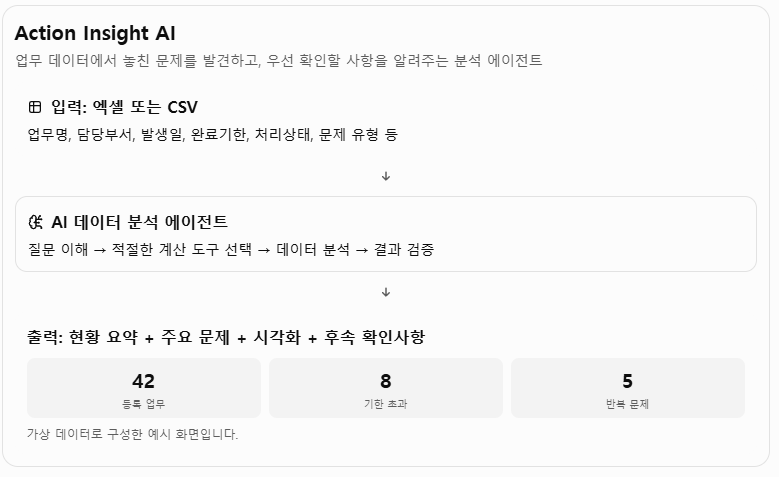 Action Insight AI
업무 데이터에서 놓친 문제를 발견하고, 우선 확인할 사항을 알려주는 분석 에이전트
입력: 엑셀 또는 CSV
업무명, 담당부서, 발생일, 완료기한, 처리상태, 문제 유형 등
↓
AI 데이터 분석 에이전트
질문 이해 → 적절한 계산 도구 선택 → 데이터 분석 → 결과 검증
↓
출력: 현황 요약 + 주요 문제 + 시각화 + 후속 확인사항
42 8 5
등록 업무 기한 초과 반복 문제
가상 데이터로 구성한 예시 화면입니다.